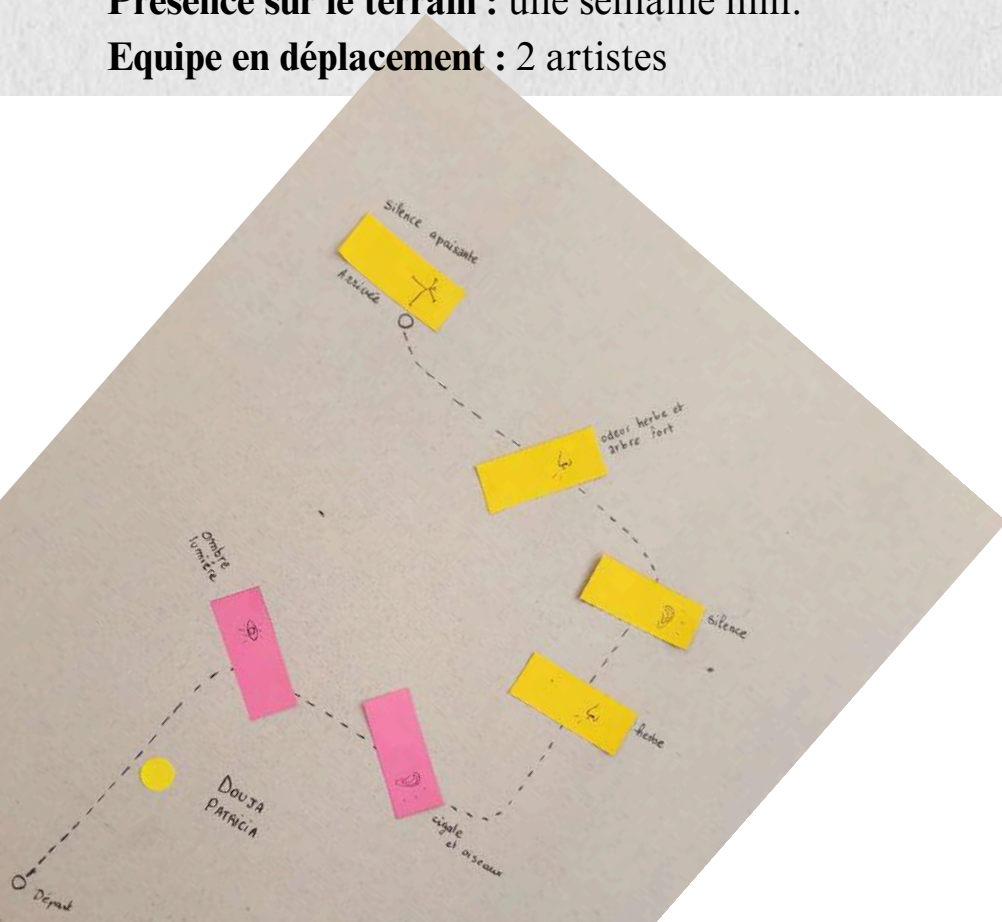 Présence sur le terrain : une semaine min.
Equipe en déplacement : 2 artistes
silence apaisante
Arrivée
odeur herbe et
arbre fort
ombre
lumière
silence
herbe
DOUJA
PATRICIA
cigale
et oiseaux
Départ